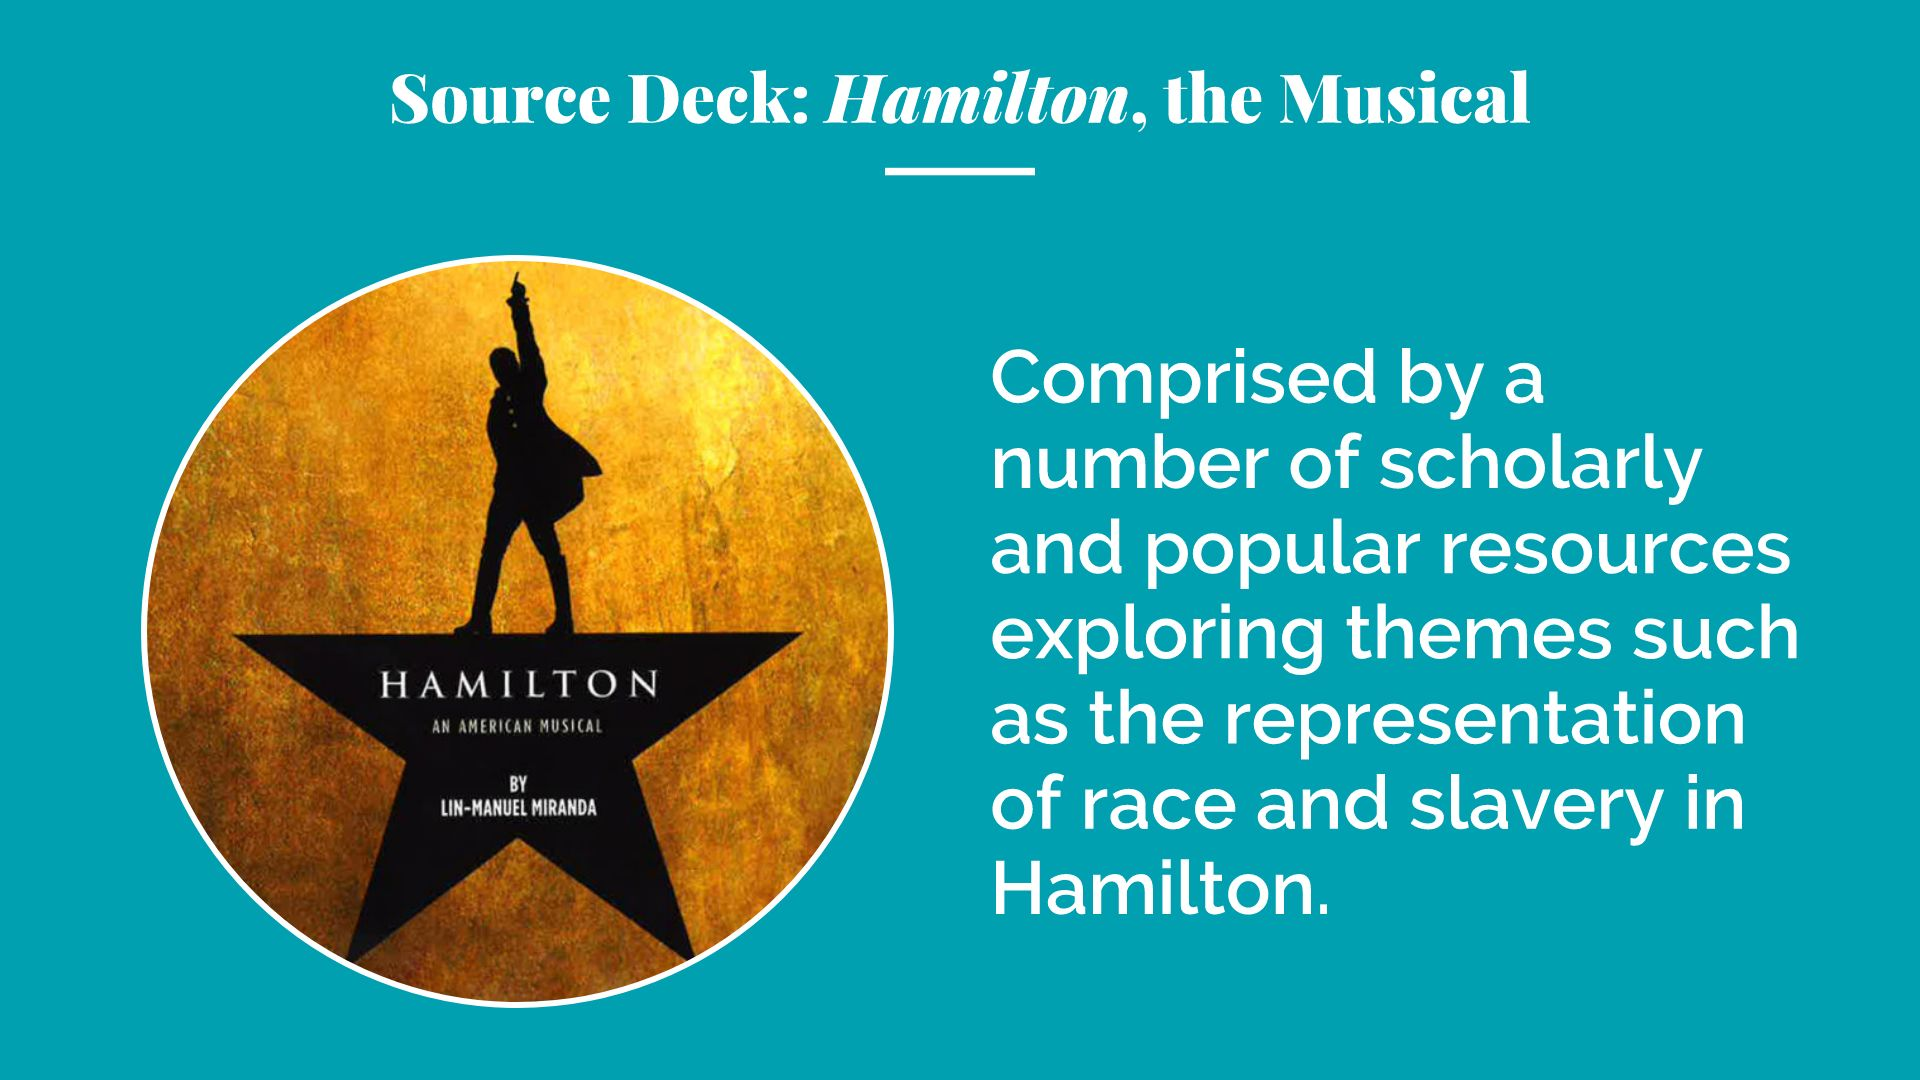 Source Deck: Hamilton, the Musical
HAMILTON
AN AMERICAN MUSICAL
BY
LIN-MANUEL MIRANDA
Comprised by a
number of scholarly
and popular resources
exploring themes such
as the representation
of race and slavery in
Hamilton.